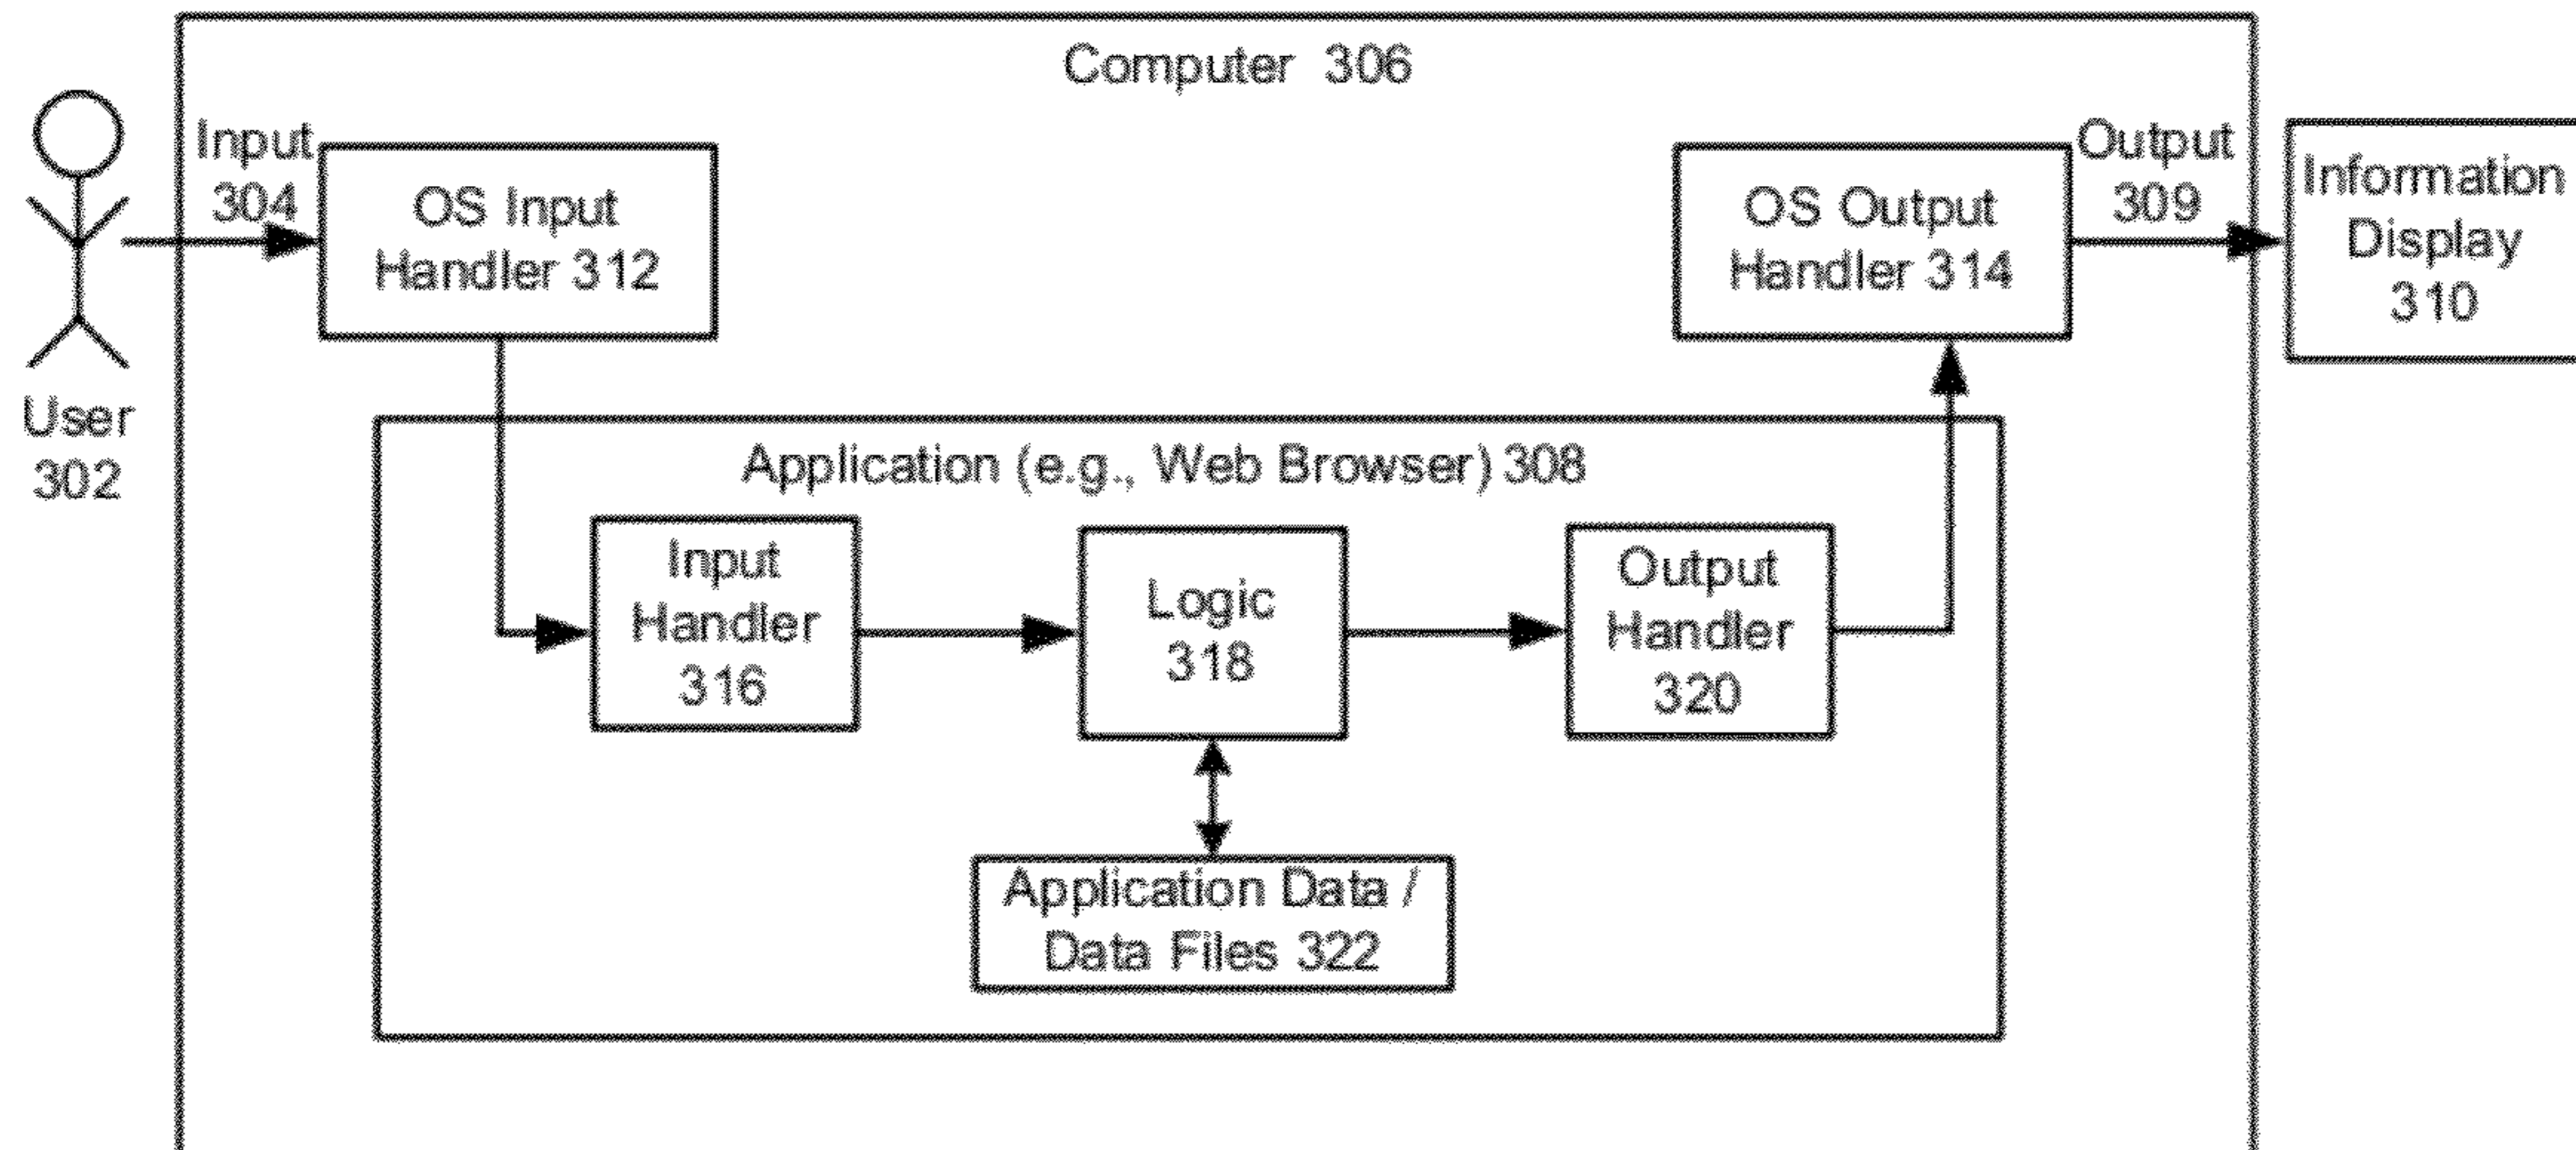 Computer 306
Input
304
OS Input
Handler 312
OS Output
Handler 314
Output
309
Information
Display
310
User
302
Application (e.g., Web Browser) 308
Input
Handler
316
Logic
318
Output
Handler
320
Application Data /
Data Files 322